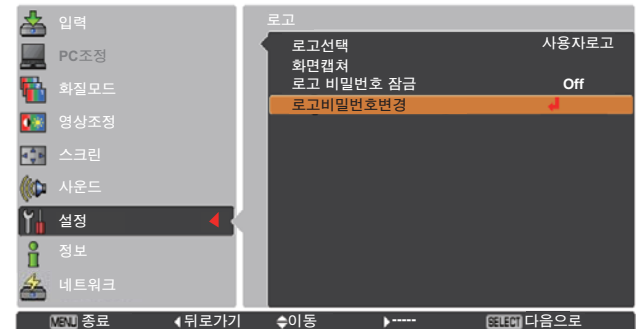 입력
PC조정
화질모드
영상조정
스크린
사운드
설정
정보
네트워크
로고
로고선택 사용자로고
화면캡쳐
로고 비밀번호 잠금 Off
로고비밀번호변경
MENU 종료 뒤로가기 이동 ----- SELECT 다음으로